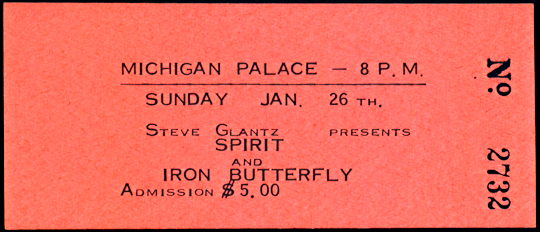 MICHIGAN PALACE – 8 P.M.
SUNDAY JAN. 26 TH.
STEVE GLANTZ PRESENTS
SPIRIT
AND
IRON BUTTERFLY
ADMISSION $5.00
No. 2732